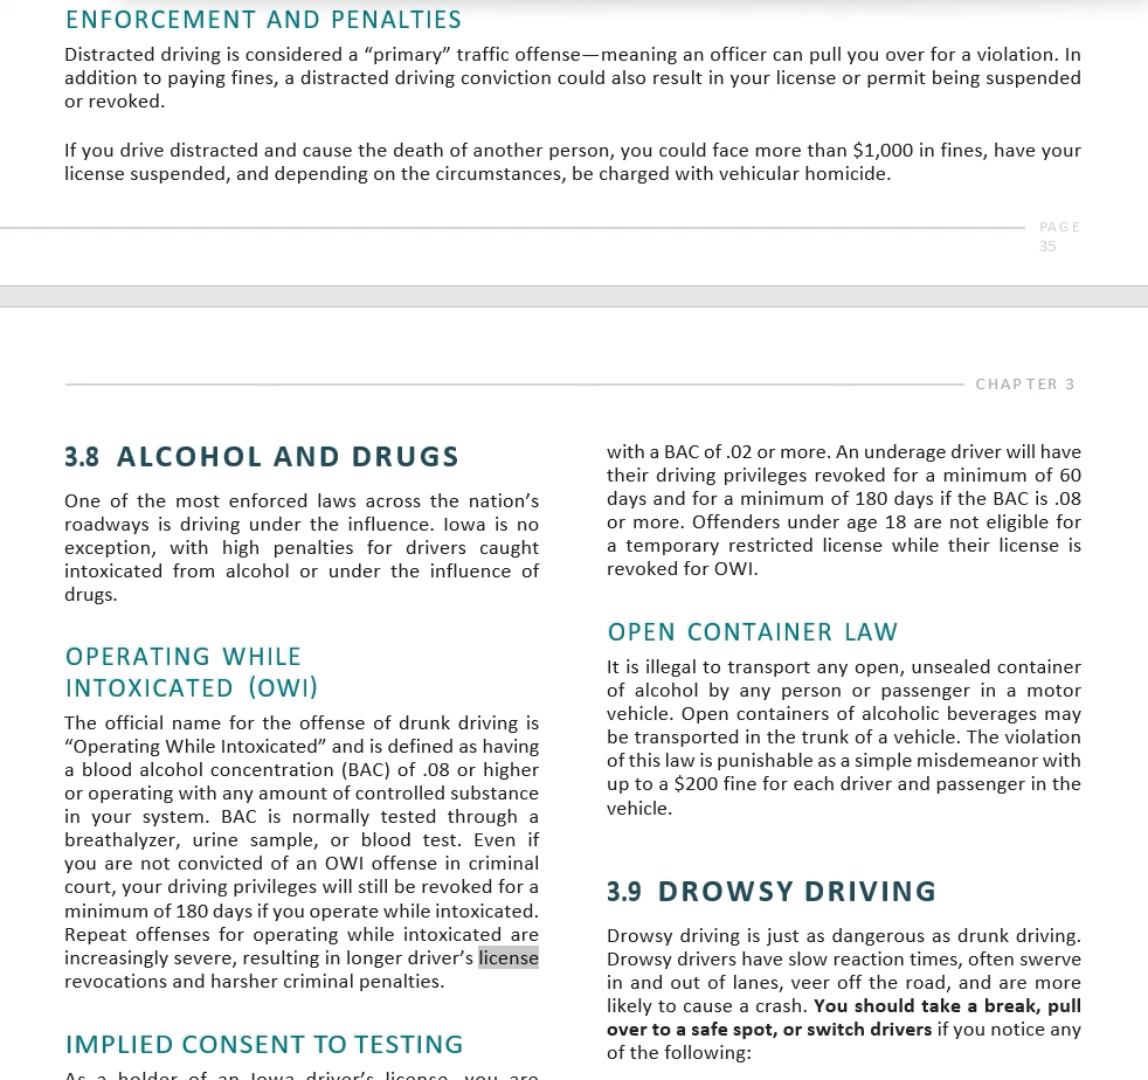 ENFORCEMENT AND PENALTIES
Distracted driving is considered a “primary” traffic offense—meaning an officer can pull you over for a violation. In
addition to paying fines, a distracted driving conviction could also result in your license or permit being suspended
or revoked.
If you drive distracted and cause the death of another person, you could face more than $1,000 in fines, have your
license suspended, and depending on the circumstances, be charged with vehicular homicide.
PAGE
35
CHAPTER 3
3.8 ALCOHOL AND DRUGS
One of the most enforced laws across the nation’s
roadways is driving under the influence. Iowa is no
exception, with high penalties for drivers caught
intoxicated from alcohol or under the influence of
drugs.
OPERATING WHILE
INTOXICATED (OWI)
The official name for the offense of drunk driving is
“Operating While Intoxicated” and is defined as having
a blood alcohol concentration (BAC) of .08 or higher
or operating with any amount of controlled substance
in your system. BAC is normally tested through a
breathalyzer, urine sample, or blood test. Even if
you are not convicted of an OWI offense in criminal
court, your driving privileges will still be revoked for a
minimum of 180 days if you operate while intoxicated.
Repeat offenses for operating while intoxicated are
increasingly severe, resulting in longer driver’s license
revocations and harsher criminal penalties.
IMPLIED CONSENT TO TESTING
As a holder of an Iowa driver’s license, you are
with a BAC of .02 or more. An underage driver will have
their driving privileges revoked for a minimum of 60
days and for a minimum of 180 days if the BAC is .08
or more. Offenders under age 18 are not eligible for
a temporary restricted license while their license is
revoked for OWI.
OPEN CONTAINER LAW
It is illegal to transport any open, unsealed container
of alcohol by any person or passenger in a motor
vehicle. Open containers of alcoholic beverages may
be transported in the trunk of a vehicle. The violation
of this law is punishable as a simple misdemeanor with
up to a $200 fine for each driver and passenger in the
vehicle.
3.9 DROWSY DRIVING
Drowsy driving is just as dangerous as drunk driving.
Drowsy drivers have slow reaction times, often swerve
in and out of lanes, veer off the road, and are more
likely to cause a crash. You should take a break, pull
over to a safe spot, or switch drivers if you notice any
of the following: